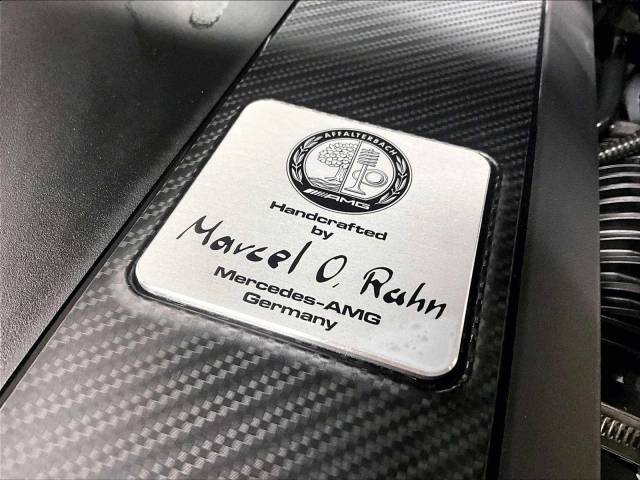 AFFALTERBACH
AMG
Handcrafted
by
Marcel O. Rahn
Mercedes-AMG
Germany